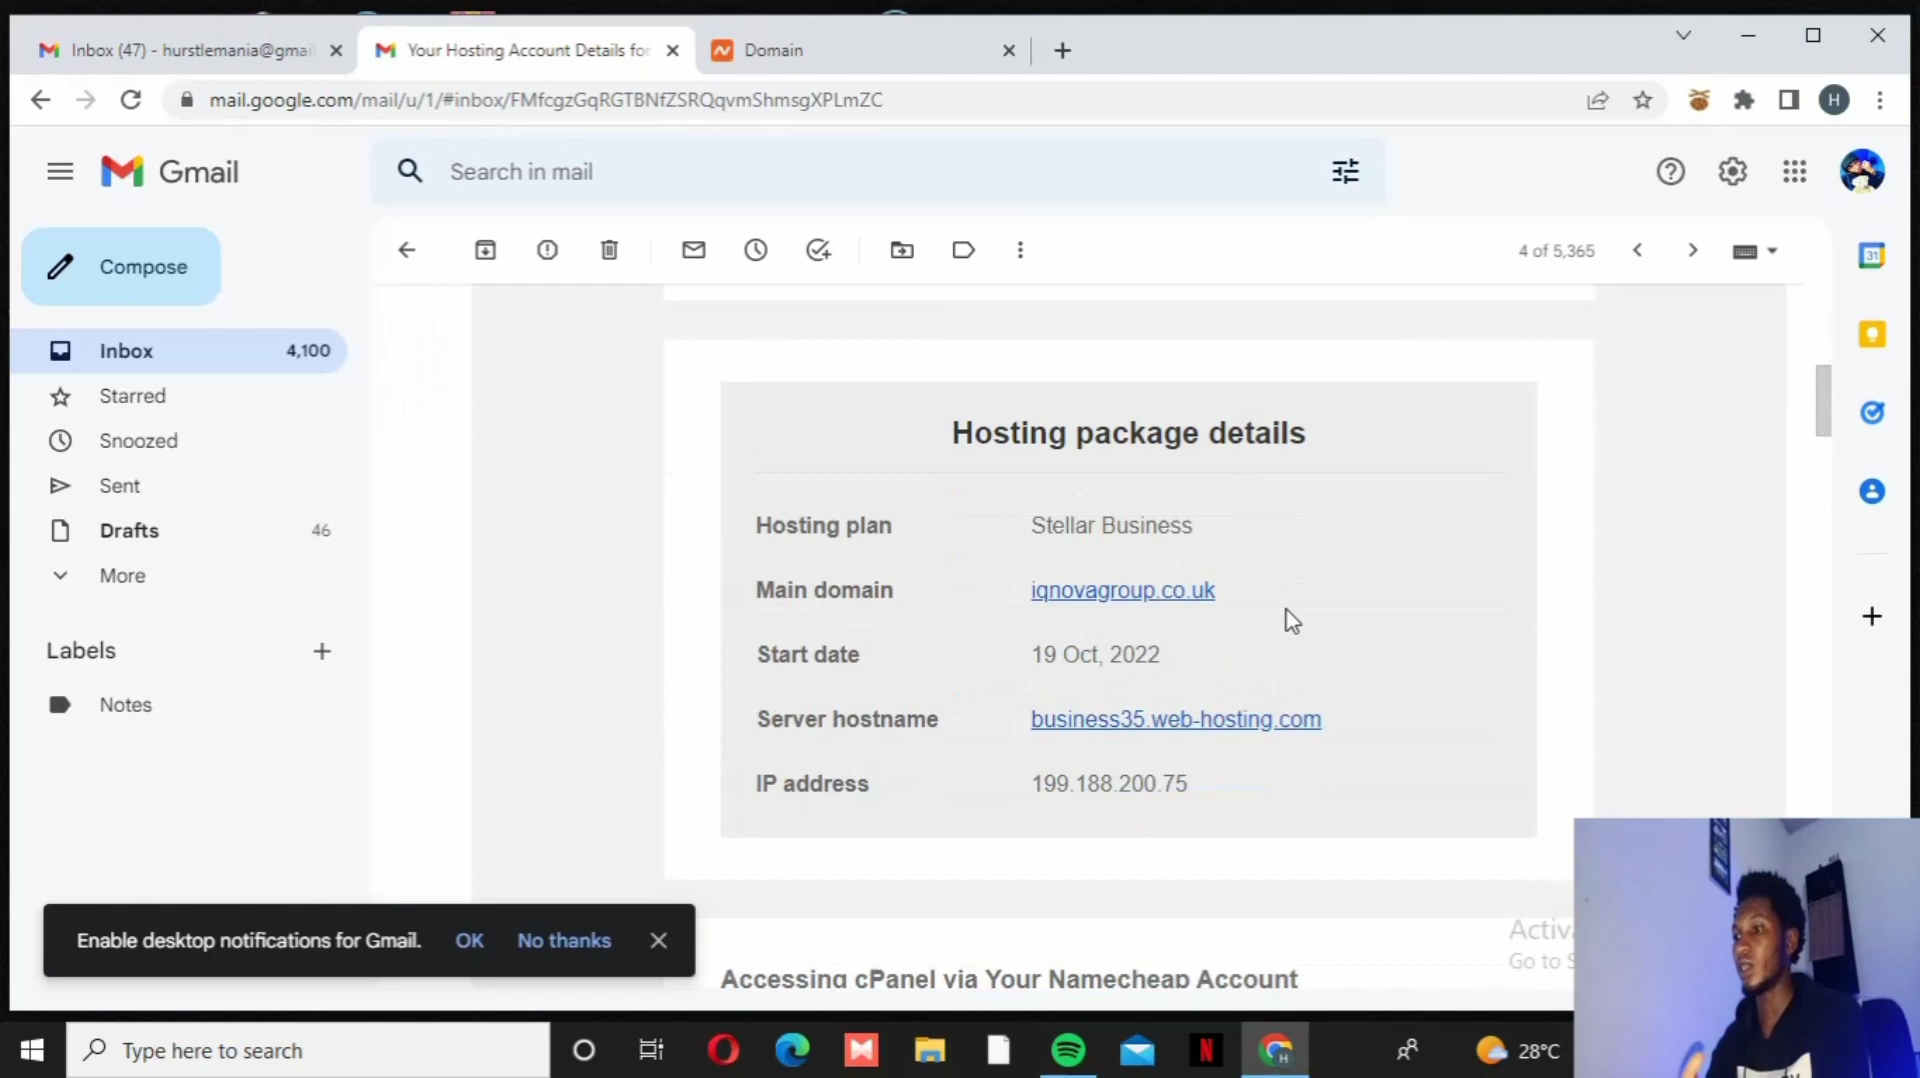 Inbox (47) - hurstlemania@gmai
Your Hosting Account Details for
Domain
mail.google.com/mail/u/1/#inbox/FMfcgzGqRGTBNfZSRQqvmShmsgXPLmZC
H
Gmail
Search in mail
Compose
4 of 5,365
31
Inbox 4,100
Starred
Snoozed
Sent
Drafts 46
More
Labels
Notes
Hosting package details
Hosting plan Stellar Business
Main domain iqnovagroup.co.uk
Start date 19 Oct, 2022
Server hostname business35.web-hosting.com
IP address 199.188.200.75
Enable desktop notifications for Gmail. OK No thanks
Accessing cPanel via Your Namecheap Account
Activ
Go to S
Type here to search
28°C